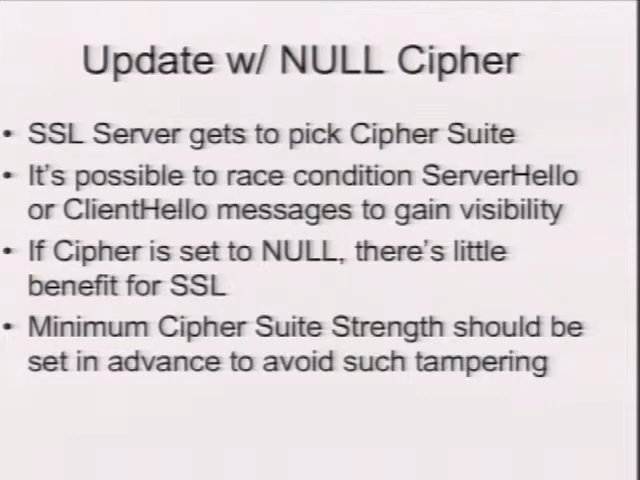 Update w/ NULL Cipher
• SSL Server gets to pick Cipher Suite
• It's possible to race condition ServerHello
or ClientHello messages to gain visibility
• If Cipher is set to NULL, there's little
benefit for SSL
• Minimum Cipher Suite Strength should be
set in advance to avoid such tampering